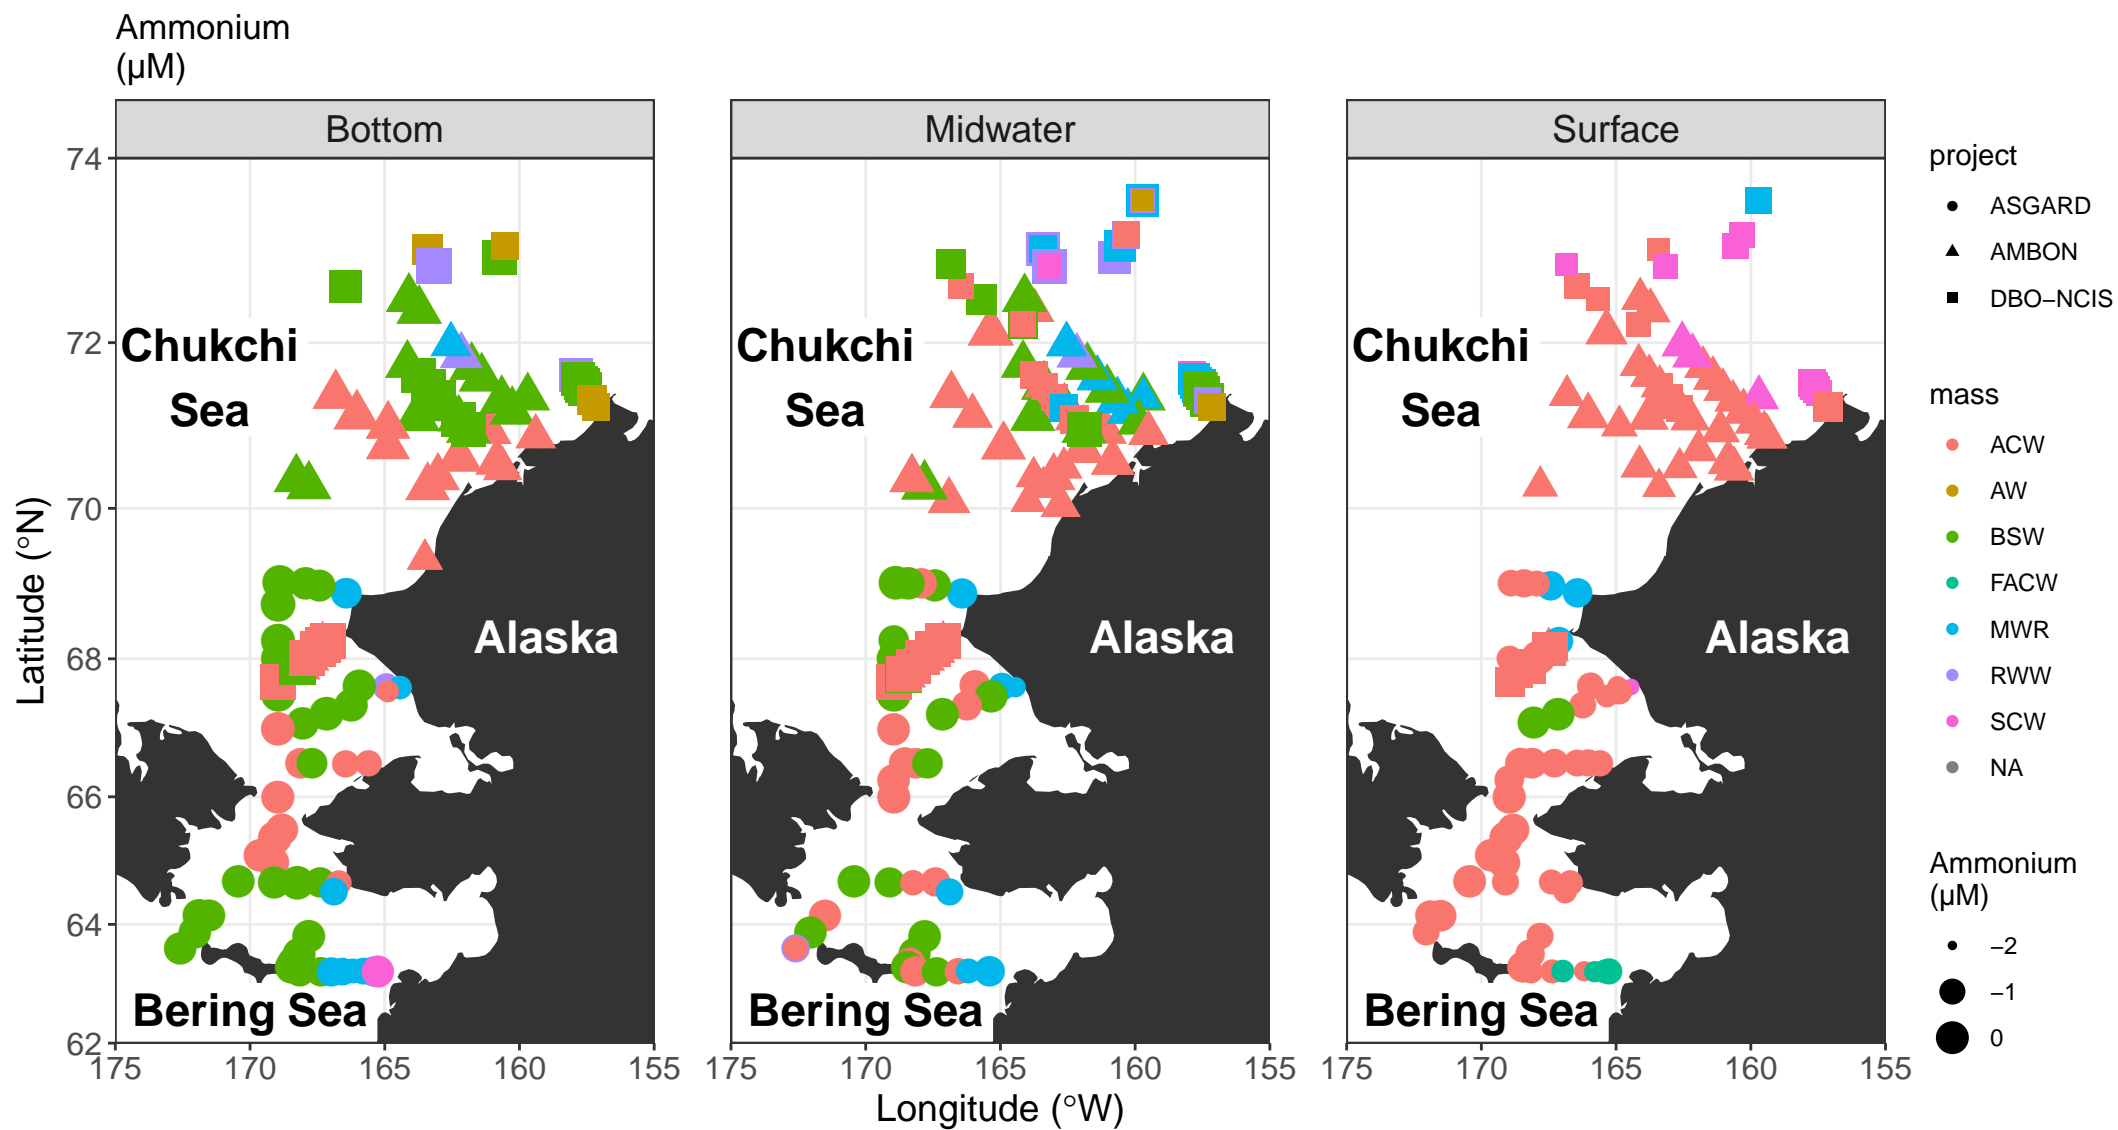 Ammonium
(µM)
Bottom
Midwater
Surface
74
72
70
68
66
64
62
Latitude (°N)
Chukchi
Sea
Alaska
Bering Sea
Chukchi
Sea
Alaska
Bering Sea
Chukchi
Sea
Alaska
Bering Sea
175 170 165 160 155
175 170 165 160 155
175 170 165 160 155
Longitude (°W)
project
ASGARD
AMBON
DBO−NCIS
mass
ACW
AW
BSW
FACW
MWR
RWW
SCW
NA
Ammonium
(µM)
−2
−1
0